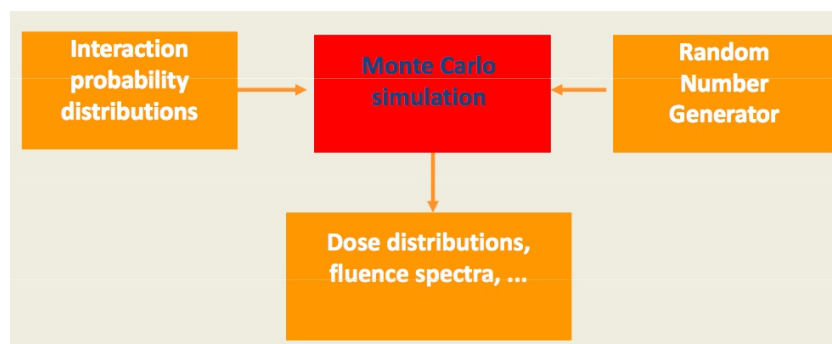 Interaction
probability
distributions
Monte Carlo
simulation
Random
Number
Generator
Dose distributions,
fluence spectra, ...